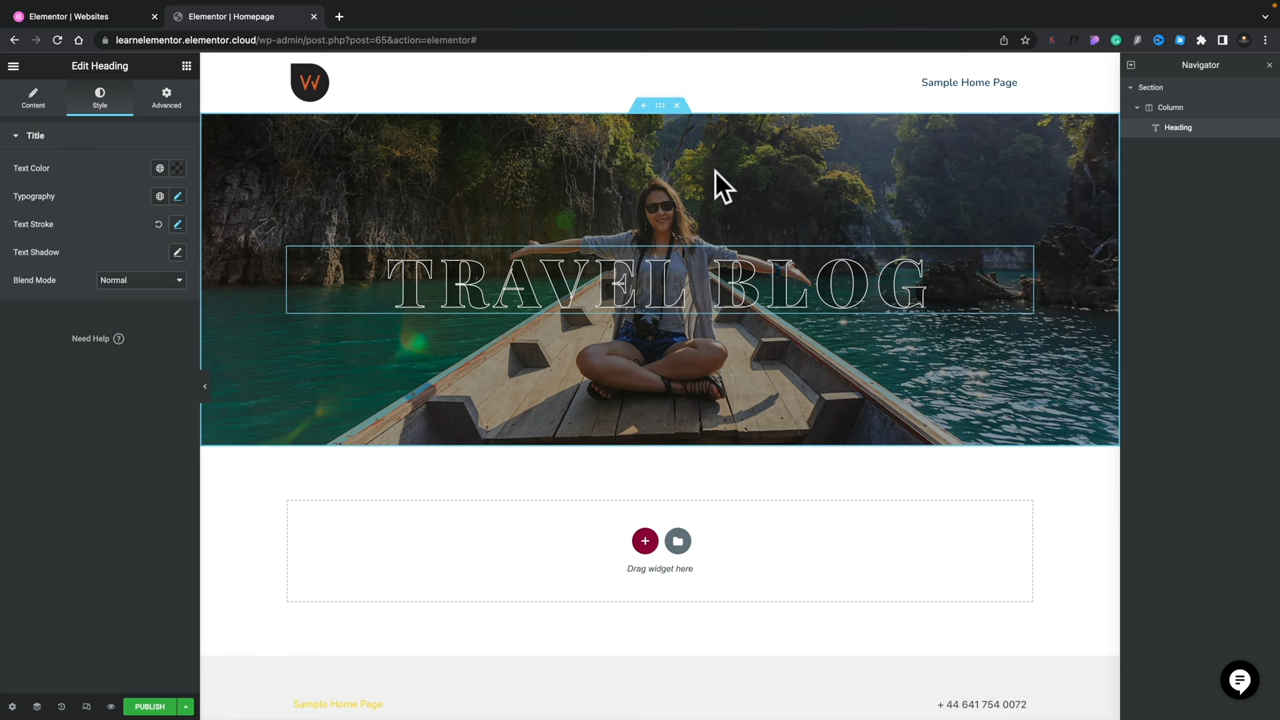 Elementor | Websites
Elementor | Homepage
learnelementor.elementor.cloud/wp-admin/post.php?post=65&action=elementor#
Edit Heading
Content
Style
Advanced
Title
Text Color
Typography
Text Stroke
Text Shadow
Blend Mode
Normal
Need Help ?
PUBLISH
W
Sample Home Page
TRAVEL BLOG
Drag widget here
Sample Home Page
+ 44 641 754 0072
Navigator
Section
Column
Heading